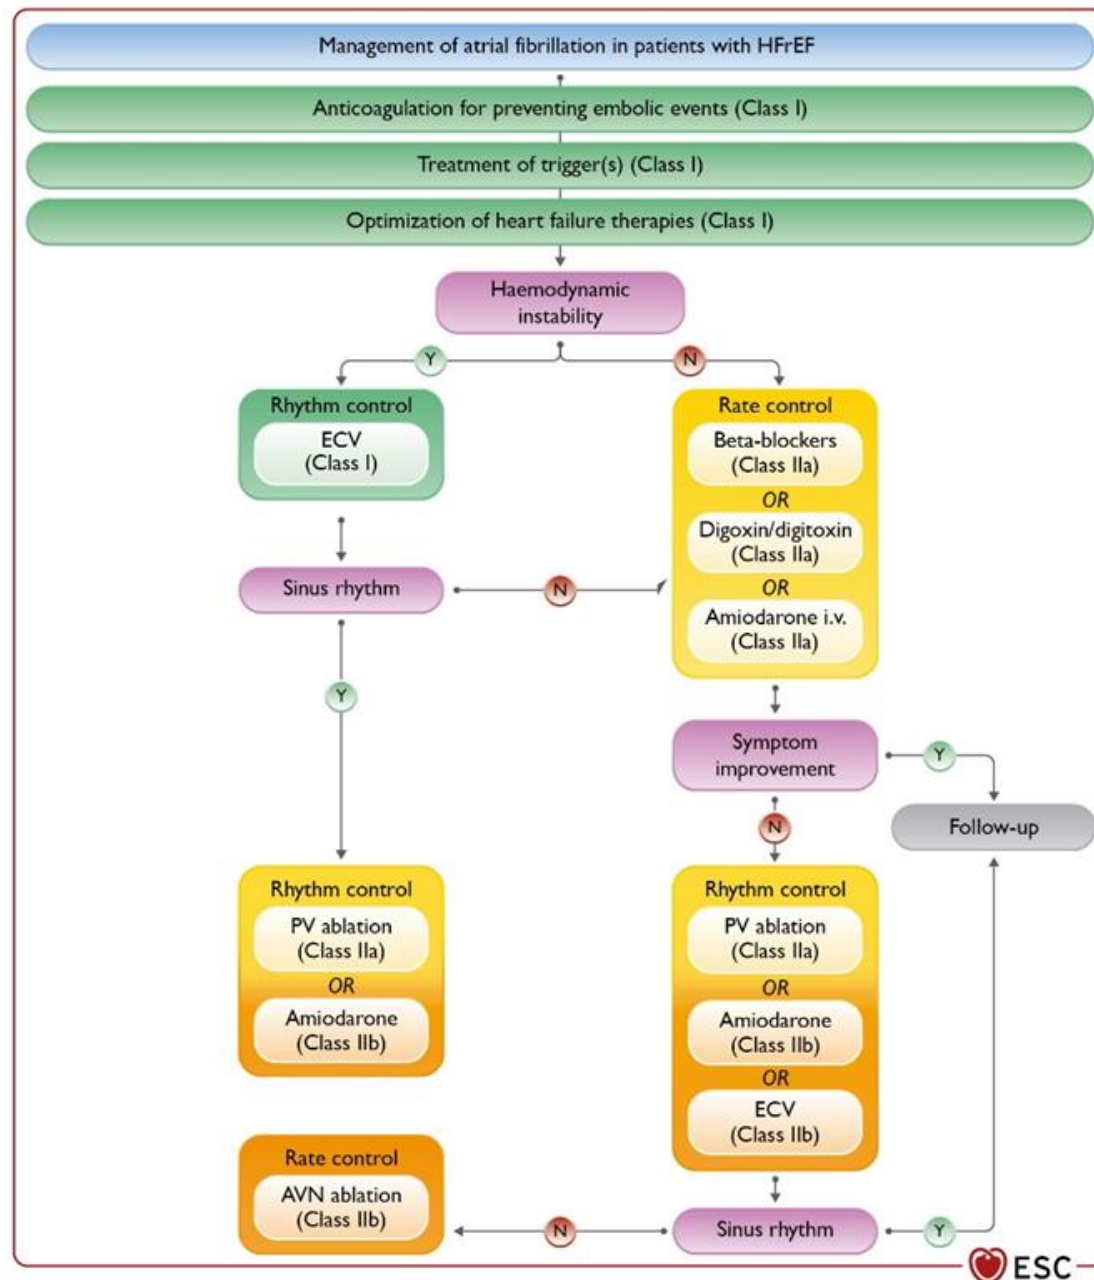 Management of atrial fibrillation in patients with HFrEF
Anticoagulation for preventing embolic events (Class I)
Treatment of trigger(s) (Class I)
Optimization of heart failure therapies (Class I)
Haemodynamic
instability
Y
N
Rhythm control
ECV
(Class I)
Rate control
Beta-blockers
(Class IIa)
OR
Digoxin/digitoxin
(Class IIa)
OR
Amiodarone i.v.
(Class IIa)
Sinus rhythm
N
Y
Symptom
improvement
Y
N
Follow-up
Rhythm control
PV ablation
(Class IIa)
OR
Amiodarone
(Class IIb)
Rhythm control
PV ablation
(Class IIa)
OR
Amiodarone
(Class IIb)
OR
ECV
(Class IIb)
Rate control
AVN ablation
(Class IIb)
N
Sinus rhythm
Y
ESC